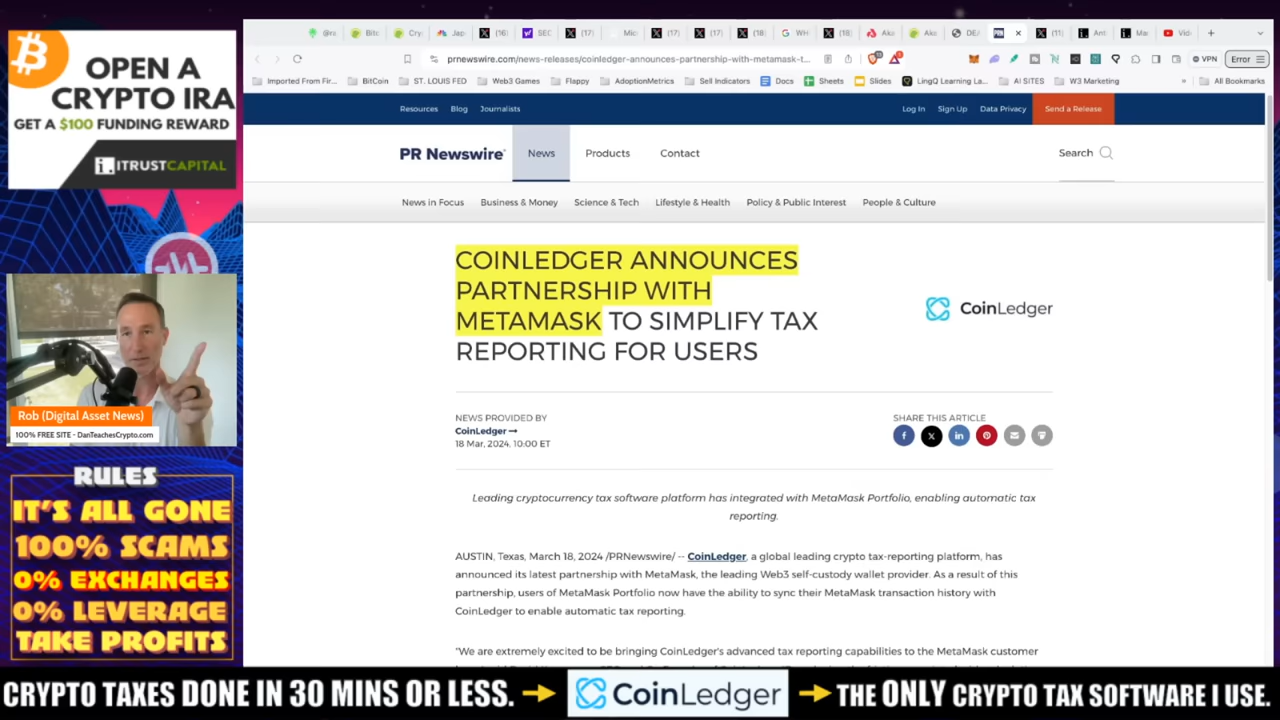 OPEN A
CRYPTO IRA
GET A $100 FUNDING REWARD
ITRUSTCAPITAL
Rob (Digital Asset News)
100% FREE SITE - DanTeachesCrypto.com
RULES
IT'S ALL GONE
100% SCAMS
0% EXCHANGES
0% LEVERAGE
TAKE PROFITS
prnewswire.com/news-releases/coinledger-announces-partnership-with-metamask-t...
VPN
Error
Imported From Fir...
BitCoin
ST. LOUIS FED
Web3 Games
Flappy
AdoptionMetrics
Sell Indicators
Docs
Sheets
Slides
LingQ Learning La...
AI SITES
W3 Marketing
All Bookmarks
Resources Blog Journalists
Log In Sign Up Data Privacy Send a Release
PR Newswire News Products Contact Search
News in Focus Business & Money Science & Tech Lifestyle & Health Policy & Public Interest People & Culture
COINLEDGER ANNOUNCES
PARTNERSHIP WITH
METAMASK TO SIMPLIFY TAX
REPORTING FOR USERS
CoinLedger
NEWS PROVIDED BY
CoinLedger
18 Mar, 2024, 10:00 ET
SHARE THIS ARTICLE
Leading cryptocurrency tax software platform has integrated with MetaMask Portfolio, enabling automatic tax
reporting.
AUSTIN, Texas, March 18, 2024 /PRNewswire/ -- CoinLedger, a global leading crypto tax-reporting platform, has
announced its latest partnership with MetaMask, the leading Web3 self-custody wallet provider. As a result of this
partnership, users of MetaMask Portfolio now have the ability to sync their MetaMask transaction history with
CoinLedger to enable automatic tax reporting.
"We are extremely excited to be bringing CoinLedger's advanced tax reporting capabilities to the MetaMask customer
CRYPTO TAXES DONE IN 30 MINS OR LESS. CoinLedger THE ONLY CRYPTO TAX SOFTWARE I USE.